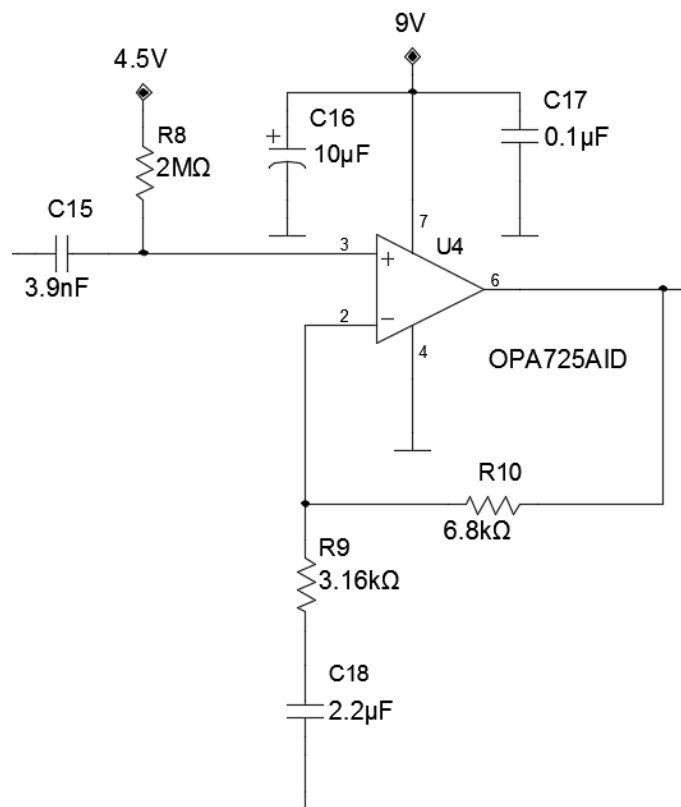 9V
4.5V
C17
0.1µF
C16
+
10µF
R8
2MΩ
C15
3.9nF
7
U4
3
+
6
2
−
4
OPA725AID
R10
6.8kΩ
R9
3.16kΩ
C18
2.2µF